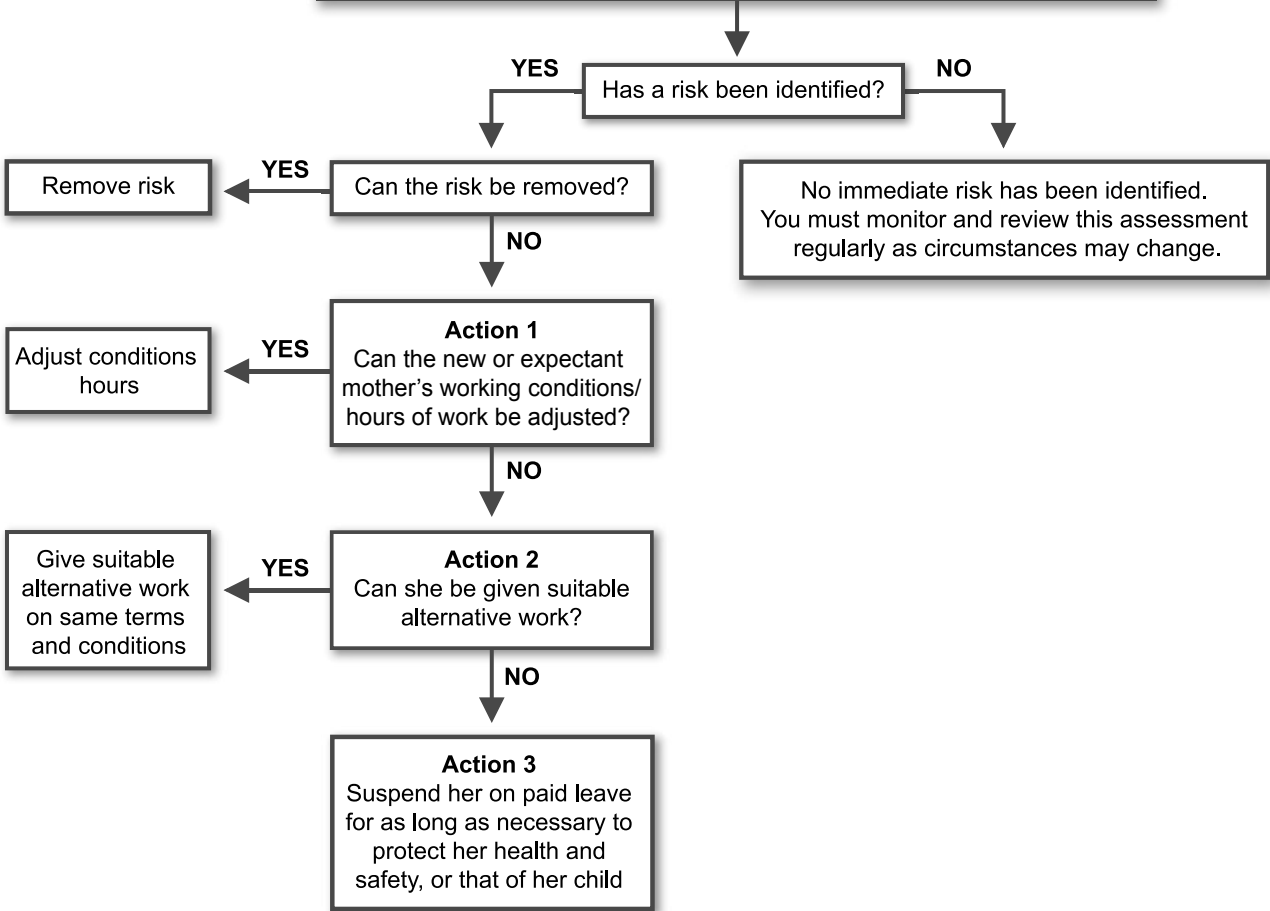 YES
Has a risk been identified?
NO
Remove risk
YES
Can the risk be removed?
No immediate risk has been identified.
You must monitor and review this assessment
regularly as circumstances may change.
NO
Adjust conditions
hours
YES
Action 1
Can the new or expectant
mother’s working conditions/
hours of work be adjusted?
NO
Give suitable
alternative work
on same terms
and conditions
YES
Action 2
Can she be given suitable
alternative work?
NO
Action 3
Suspend her on paid leave
for as long as necessary to
protect her health and
safety, or that of her child